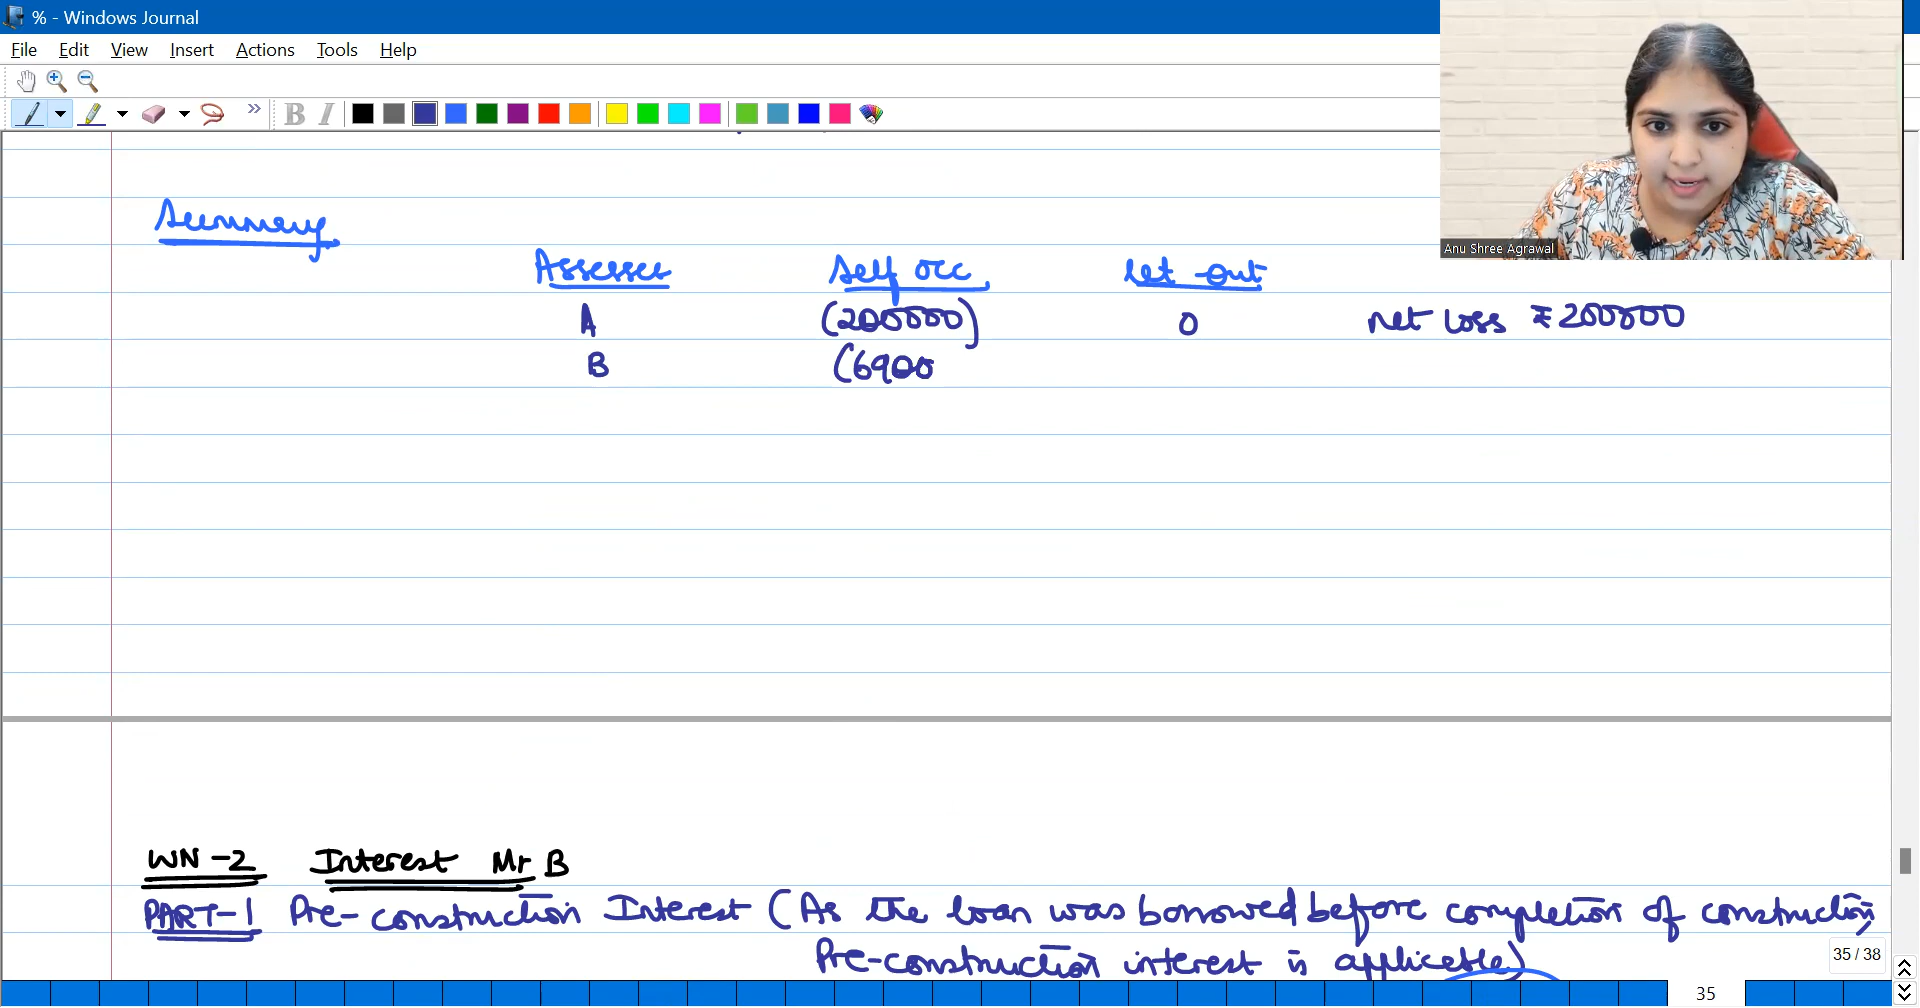 % - Windows Journal
File Edit View Insert Actions Tools Help
B I
Anu Shree Agrawal
Summary
Assessee Self occ Let-out
A (200000) 0 net loss ₹200000
B (6900
WN-2 Interest Mr B
PART-1 Pre-construction Interest (As the loan was borrowed before completion of construction,
Pre-construction interest is applicable)
35 / 38
35